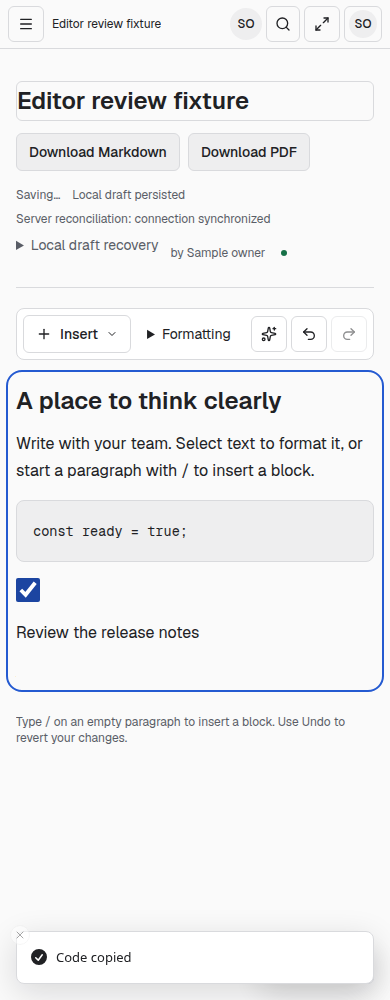 Editor review fixture
SO
SO
Editor review fixture
Download Markdown
Download PDF
Saving… Local draft persisted
Server reconciliation: connection synchronized
Local draft recovery
by Sample owner
Insert
Formatting
A place to think clearly
Write with your team. Select text to format it, or
start a paragraph with / to insert a block.
const ready = true;
Review the release notes
Type / on an empty paragraph to insert a block. Use Undo to
revert your changes.
Code copied